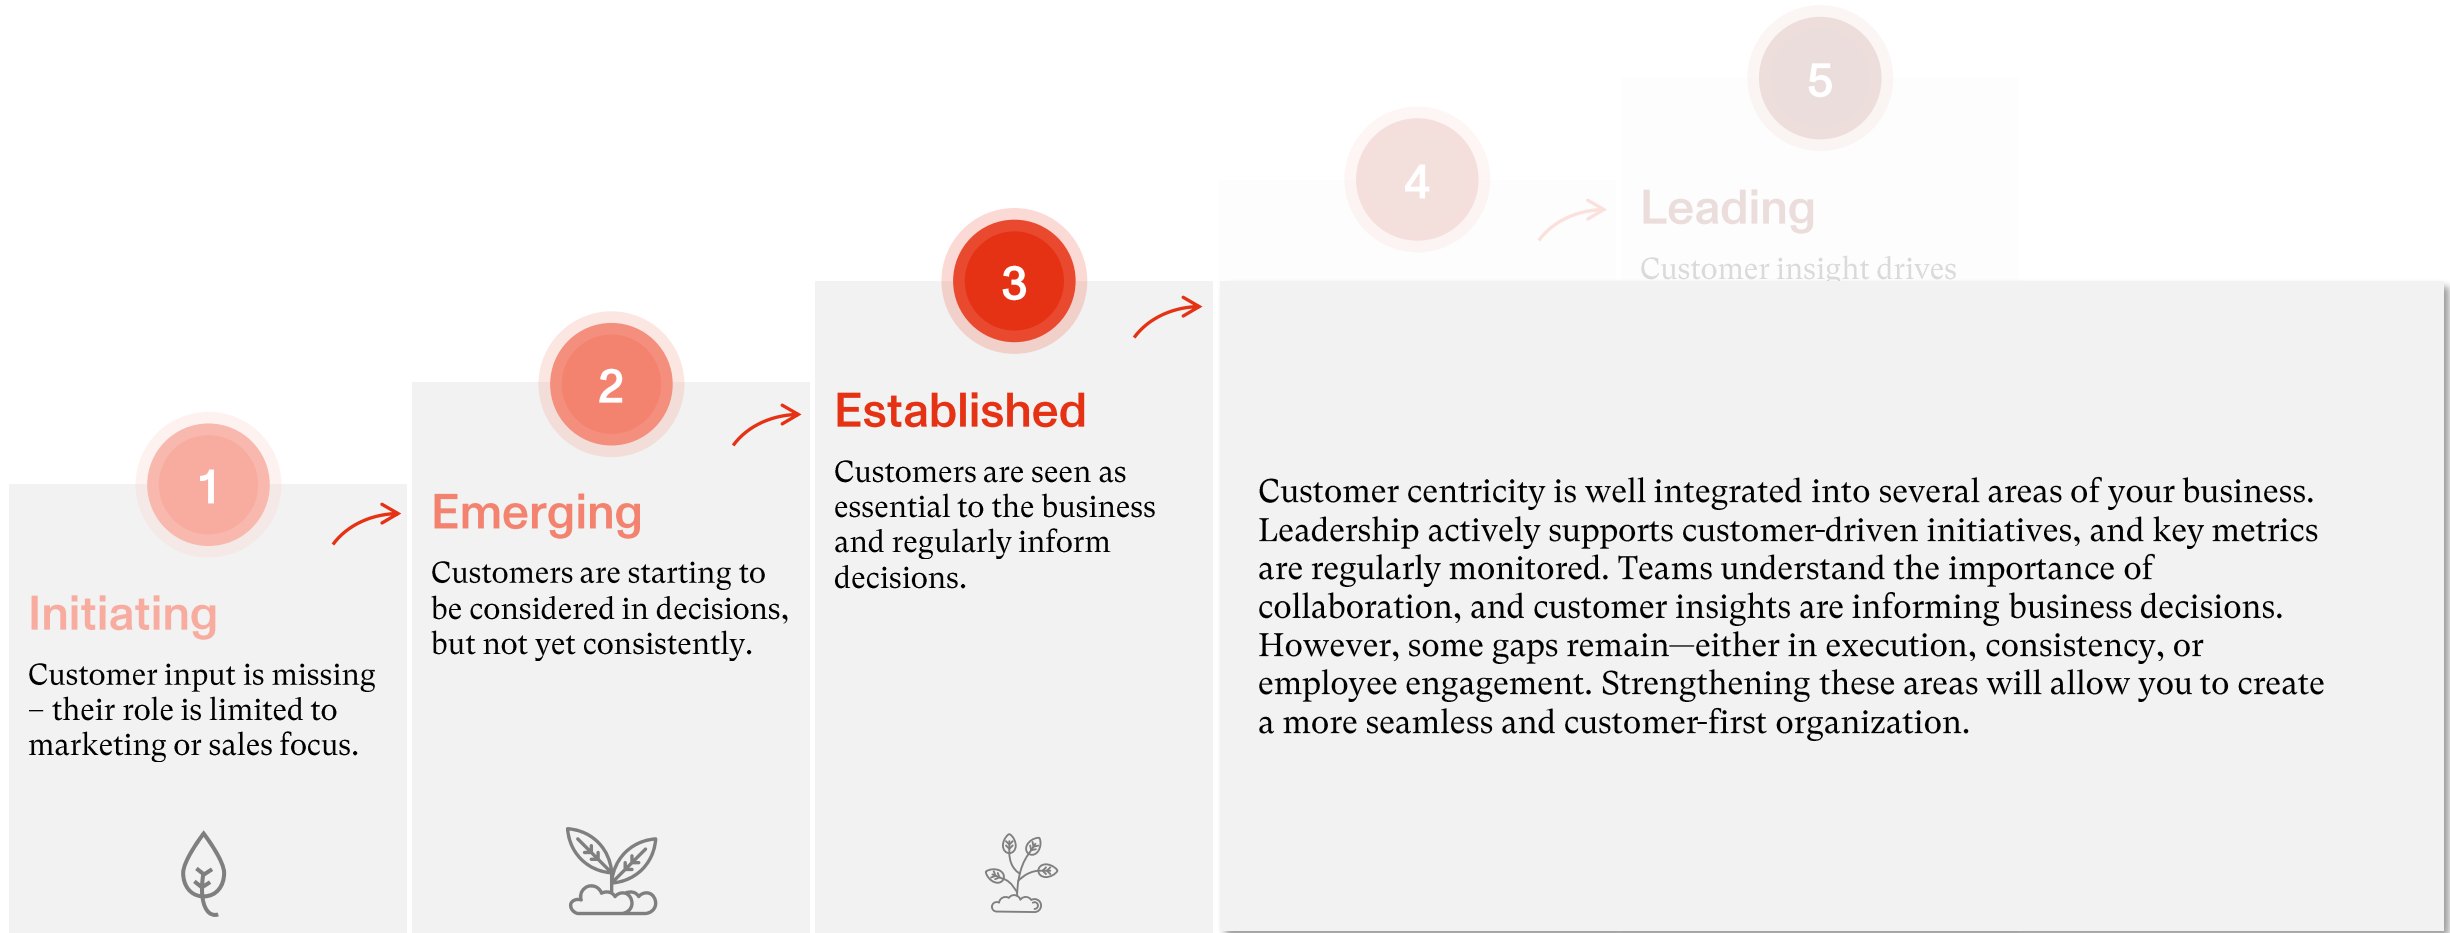 1
Initiating
Customer input is missing
– their role is limited to
marketing or sales focus.
2
Emerging
Customers are starting to
be considered in decisions,
but not yet consistently.
3
Established
Customers are seen as
essential to the business
and regularly inform
decisions.
4
5
Leading
Customer insight drives
Customer centricity is well integrated into several areas of your business.
Leadership actively supports customer-driven initiatives, and key metrics
are regularly monitored. Teams understand the importance of
collaboration, and customer insights are informing business decisions.
However, some gaps remain—either in execution, consistency, or
employee engagement. Strengthening these areas will allow you to create
a more seamless and customer-first organization.